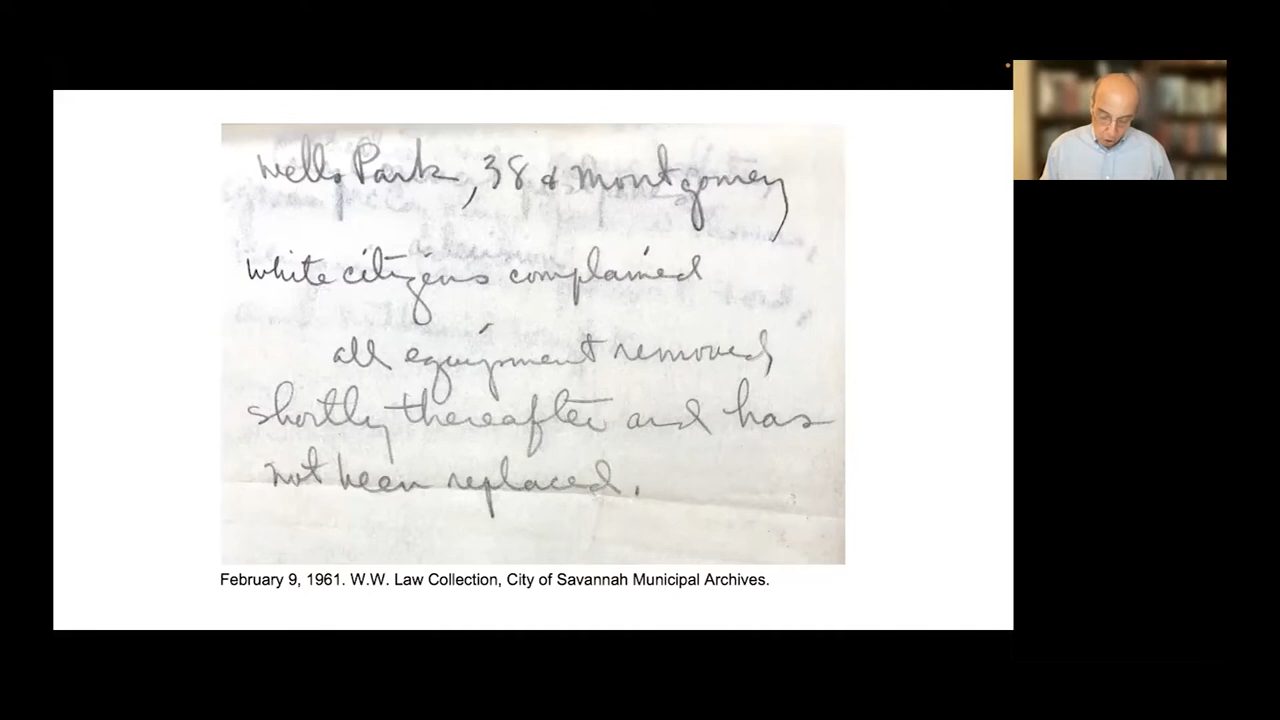 Wells Park, 38 & Montgomery
white citizens complained
all equipment removed
shortly thereafter and has
not been replaced.
February 9, 1961. W.W. Law Collection, City of Savannah Municipal Archives.